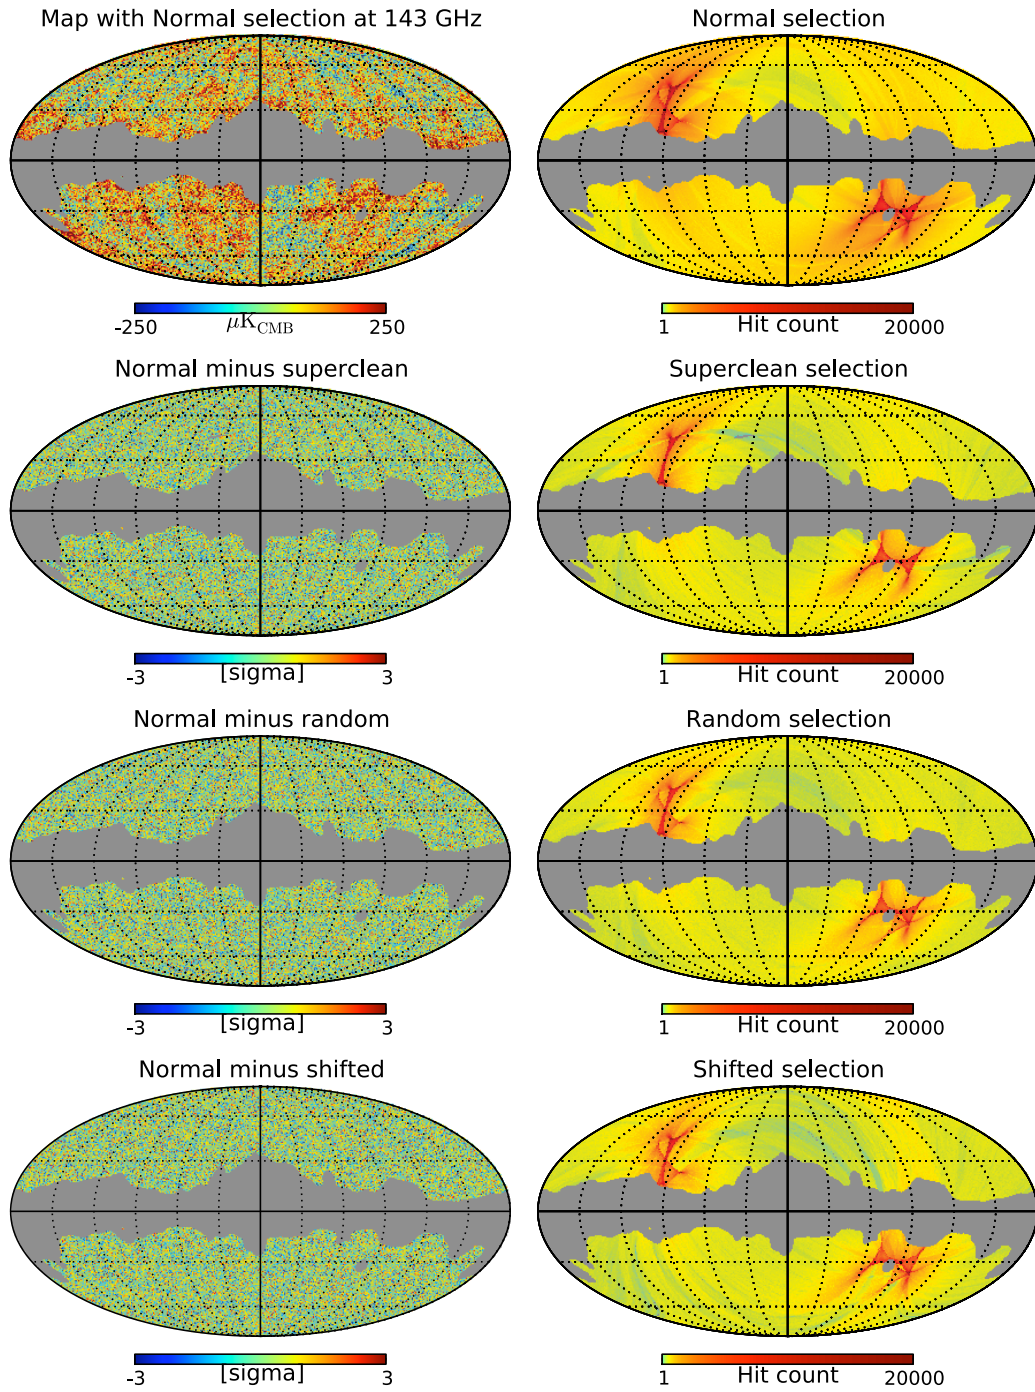 Map with Normal selection at 143 GHz
Normal selection
-250 μK_CMB 250
1 Hit count 20000
Normal minus superclean
Superclean selection
-3 [sigma] 3
1 Hit count 20000
Normal minus random
Random selection
-3 [sigma] 3
1 Hit count 20000
Normal minus shifted
Shifted selection
-3 [sigma] 3
1 Hit count 20000